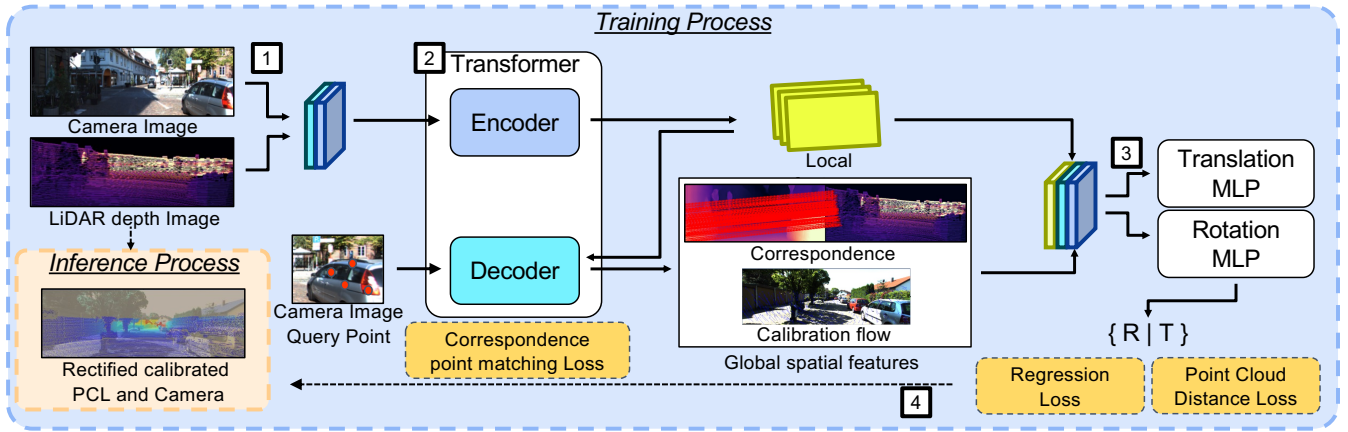 Training Process
1
Camera Image
LiDAR depth Image
Inference Process
Rectified calibrated
PCL and Camera
2
Transformer
Encoder
Decoder
Camera Image
Query Point
Correspondence
point matching Loss
Local
Correspondence
Calibration flow
Global spatial features
3
Translation
MLP
Rotation
MLP
{ R | T }
Regression
Loss
Point Cloud
Distance Loss
4